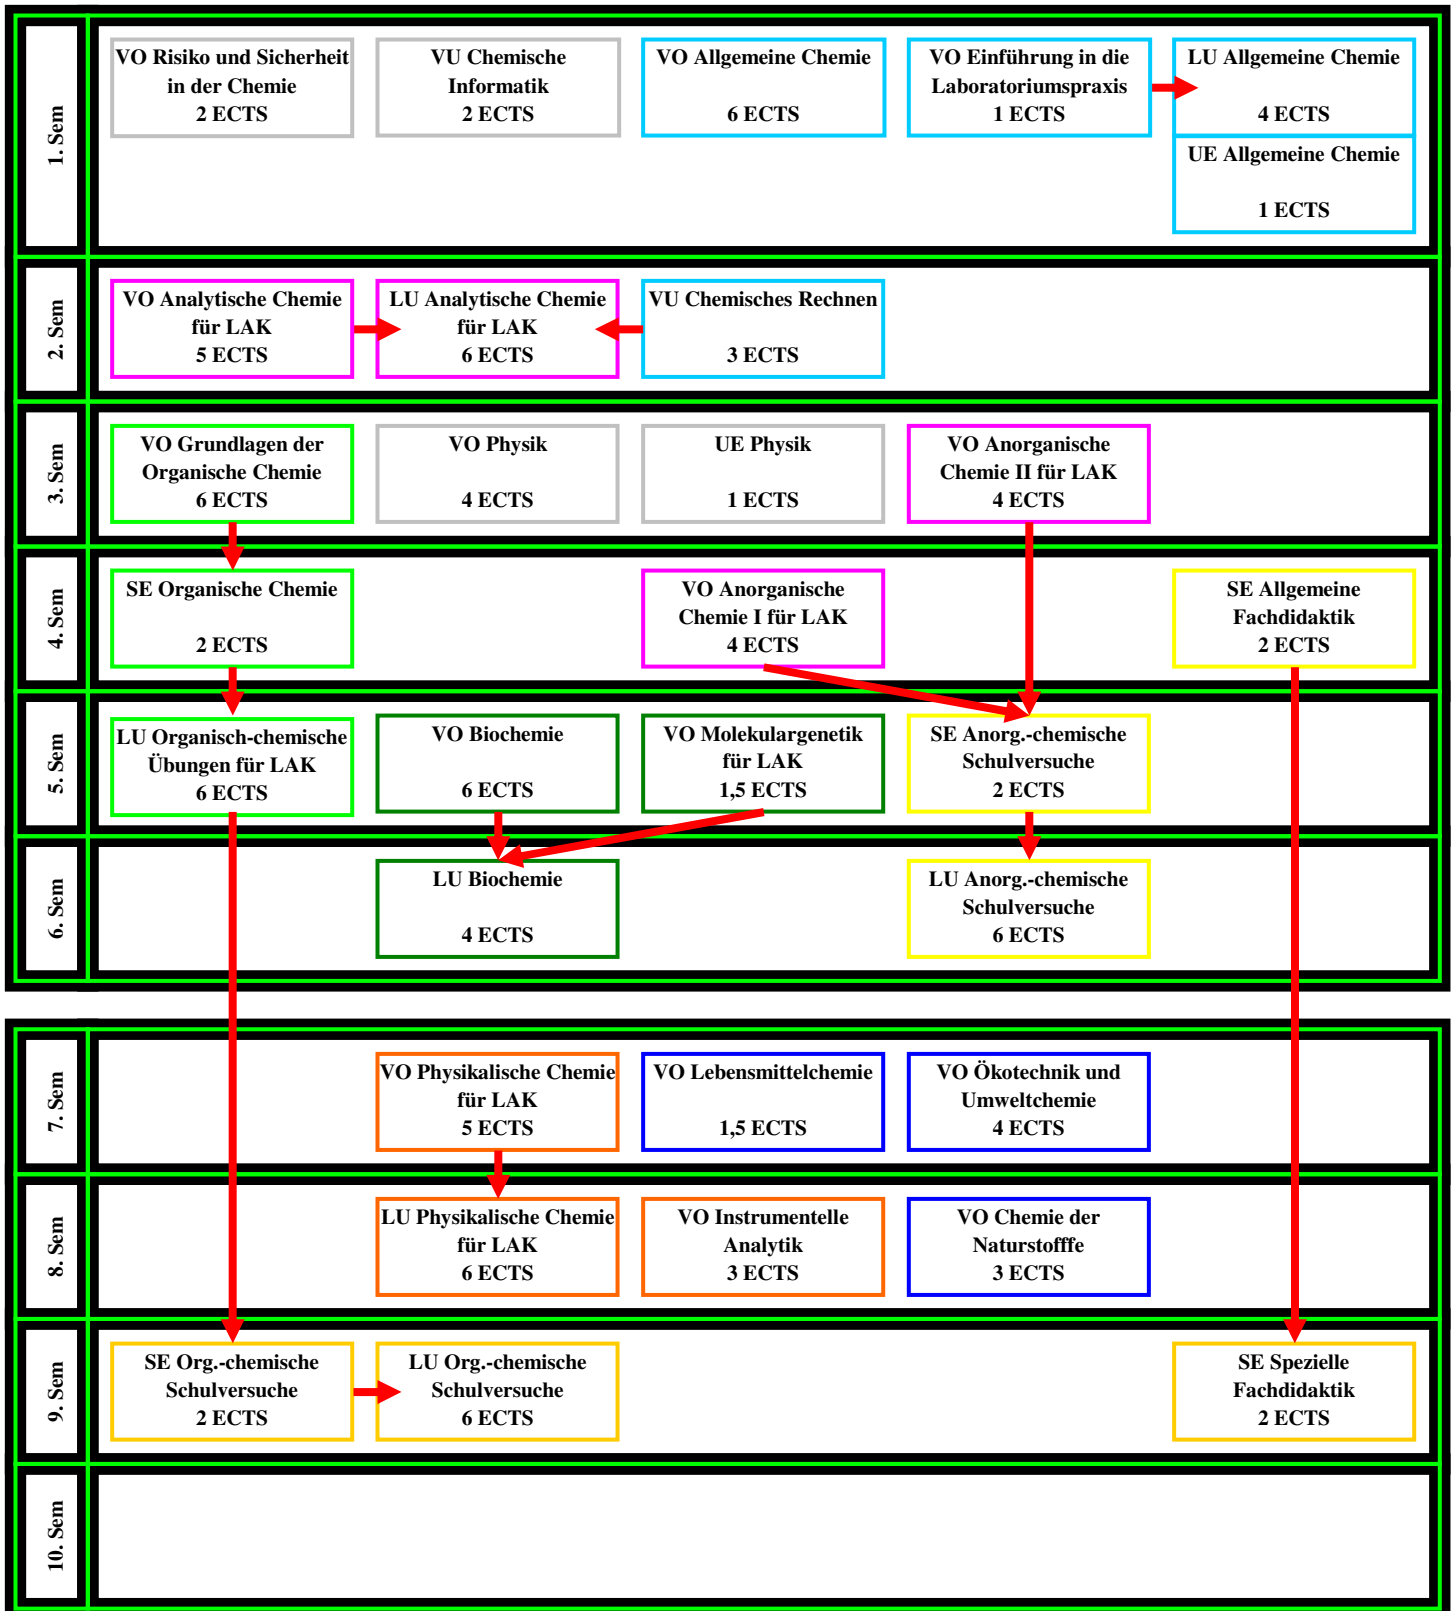 1. Sem
VO Risiko und Sicherheit
in der Chemie
2 ECTS
VU Chemische
Informatik
2 ECTS
VO Allgemeine Chemie
6 ECTS
VO Einführung in die
Laboratoriumspraxis
1 ECTS
LU Allgemeine Chemie
4 ECTS
UE Allgemeine Chemie
1 ECTS
2. Sem
VO Analytische Chemie
für LAK
5 ECTS
LU Analytische Chemie
für LAK
6 ECTS
VU Chemisches Rechnen
3 ECTS
3. Sem
VO Grundlagen der
Organische Chemie
6 ECTS
VO Physik
4 ECTS
UE Physik
1 ECTS
VO Anorganische
Chemie II für LAK
4 ECTS
4. Sem
SE Organische Chemie
2 ECTS
VO Anorganische
Chemie I für LAK
4 ECTS
SE Allgemeine
Fachdidaktik
2 ECTS
5. Sem
LU Organisch-chemische
Übungen für LAK
6 ECTS
VO Biochemie
6 ECTS
VO Molekulargenetik
für LAK
1,5 ECTS
SE Anorg.-chemische
Schulversuche
2 ECTS
6. Sem
LU Biochemie
4 ECTS
LU Anorg.-chemische
Schulversuche
6 ECTS
7. Sem
VO Physikalische Chemie
für LAK
5 ECTS
VO Lebensmittelchemie
1,5 ECTS
VO Ökotechnik und
Umweltchemie
4 ECTS
8. Sem
LU Physikalische Chemie
für LAK
6 ECTS
VO Instrumentelle
Analytik
3 ECTS
VO Chemie der
Naturstofffe
3 ECTS
9. Sem
SE Org.-chemische
Schulversuche
2 ECTS
LU Org.-chemische
Schulversuche
6 ECTS
SE Spezielle
Fachdidaktik
2 ECTS
10. Sem